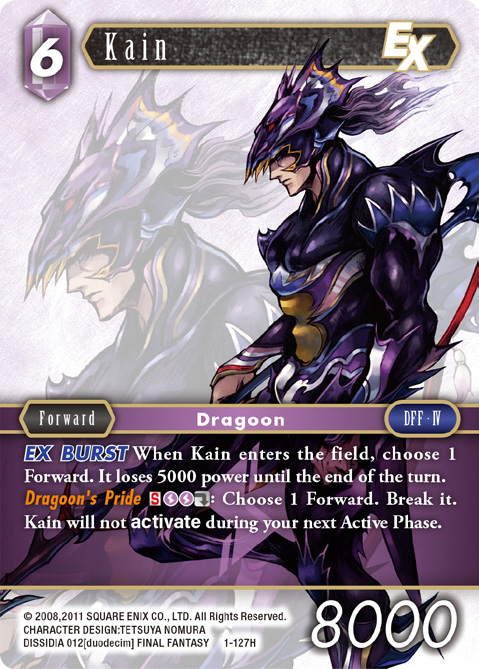 6
Kain
EX
Forward
Dragoon
DFF · IV
EX BURST When Kain enters the field, choose 1
Forward. It loses 5000 power until the end of the turn.
Dragoon's Pride S: Choose 1 Forward. Break it.
Kain will not activate during your next Active Phase.
© 2008,2011 SQUARE ENIX CO., LTD. All Rights Reserved.
CHARACTER DESIGN:TETSUYA NOMURA
DISSIDIA 012[duodecim] FINAL FANTASY 1-127H
8000